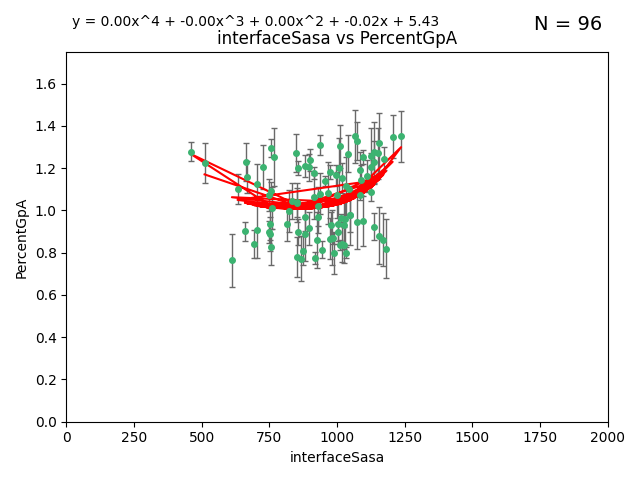 y = 0.00x^4 + -0.00x^3 + 0.00x^2 + -0.02x + 5.43
N = 96
interfaceSasa vs PercentGpA
PercentGpA
1.6
1.4
1.2
1.0
0.8
0.6
0.4
0.2
0.0
0 250 500 750 1000 1250 1500 1750 2000
interfaceSasa